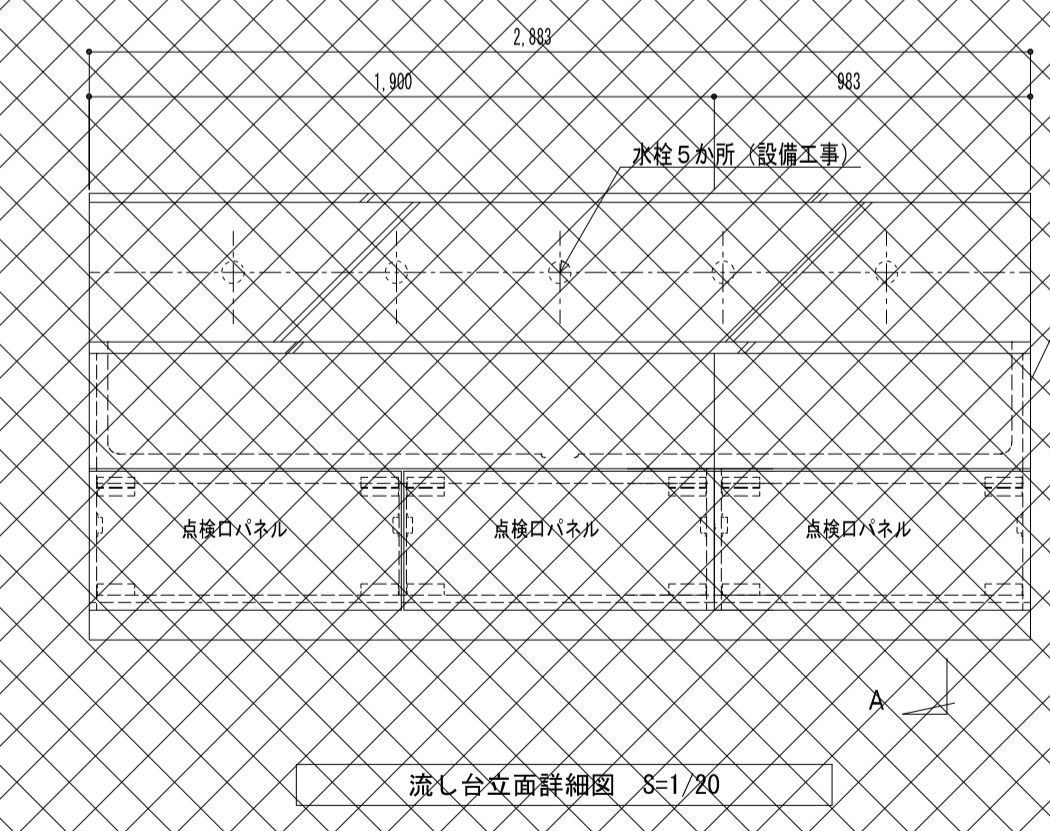 2,883
1,900
983
水栓５か所（設備工事）
点検口パネル
点検口パネル
点検口パネル
A
流し台立面詳細図　S=1/20